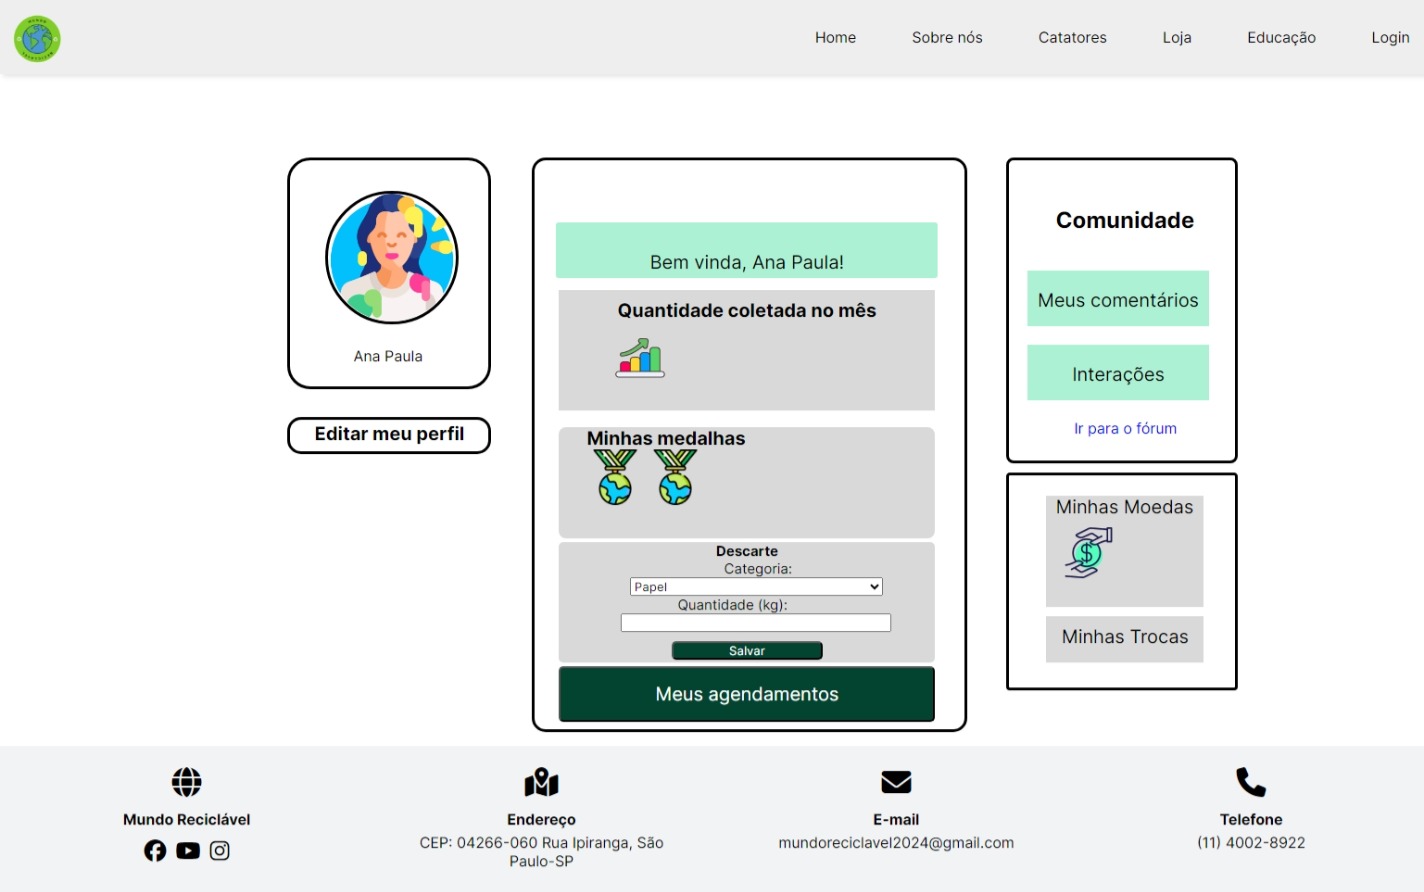 Home
Sobre nós
Catatores
Loja
Educação
Login
Ana Paula
Editar meu perfil
Bem vinda, Ana Paula!
Quantidade coletada no mês
Minhas medalhas
Descarte
Categoria:
Papel
Quantidade (kg):
Salvar
Meus agendamentos
Comunidade
Meus comentários
Interações
Ir para o fórum
Minhas Moedas
$
Minhas Trocas
Mundo Reciclável
Endereço
CEP: 04266-060 Rua Ipiranga, São
Paulo-SP
E-mail
mundoreciclavel2024@gmail.com
Telefone
(11) 4002-8922